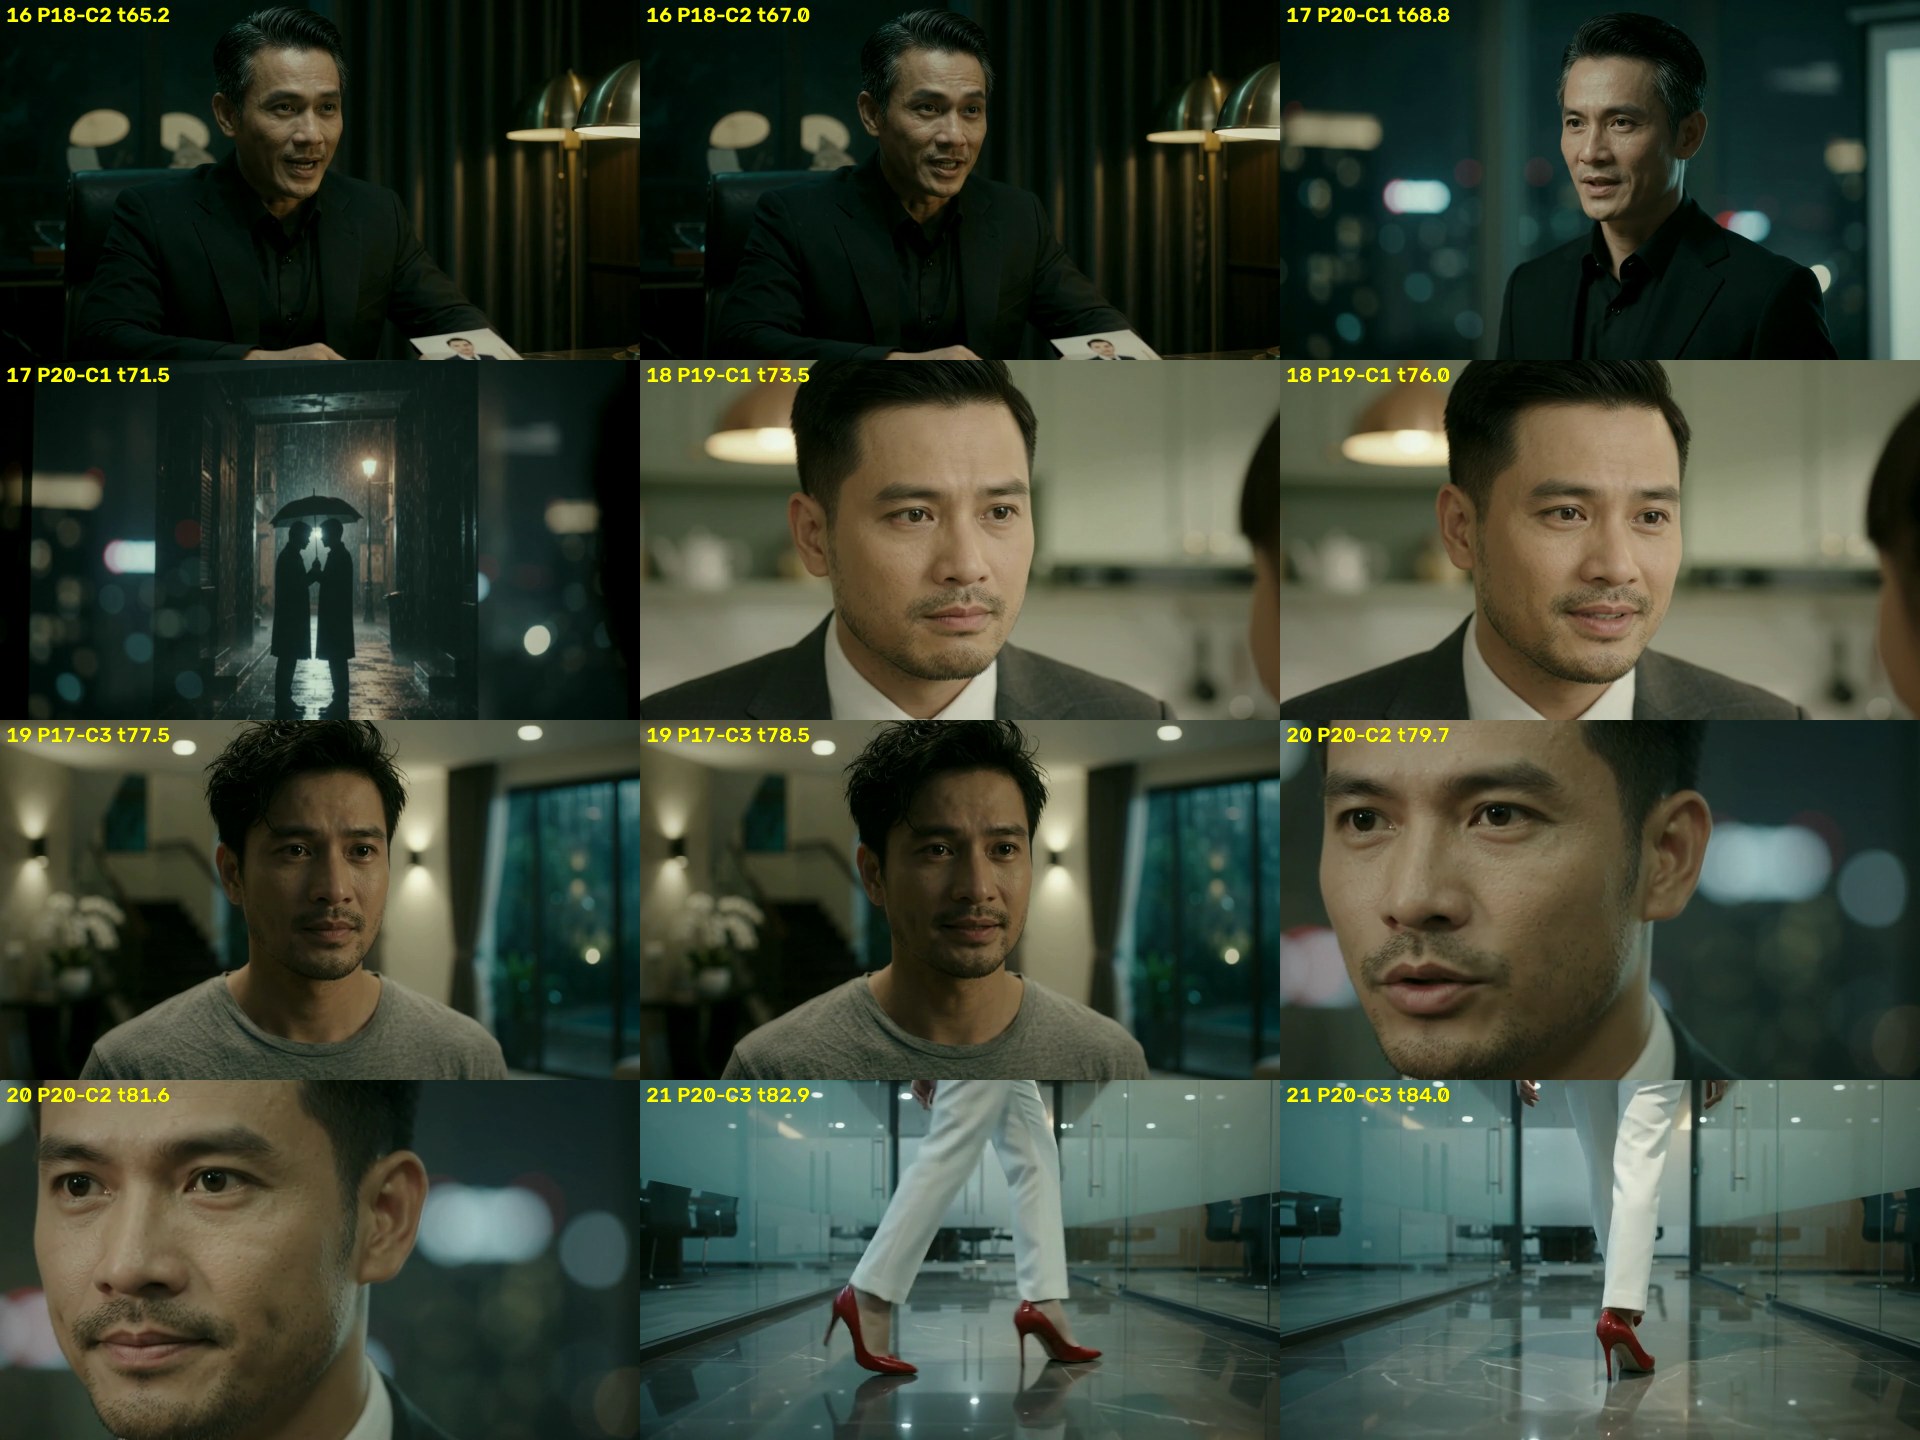 16 P18-C2 t65.2
16 P18-C2 t67.0
17 P20-C1 t68.8
17 P20-C1 t71.5
18 P19-C1 t73.5
18 P19-C1 t76.0
19 P17-C3 t77.5
19 P17-C3 t78.5
20 P20-C2 t79.7
20 P20-C2 t81.6
21 P20-C3 t82.9
21 P20-C3 t84.0